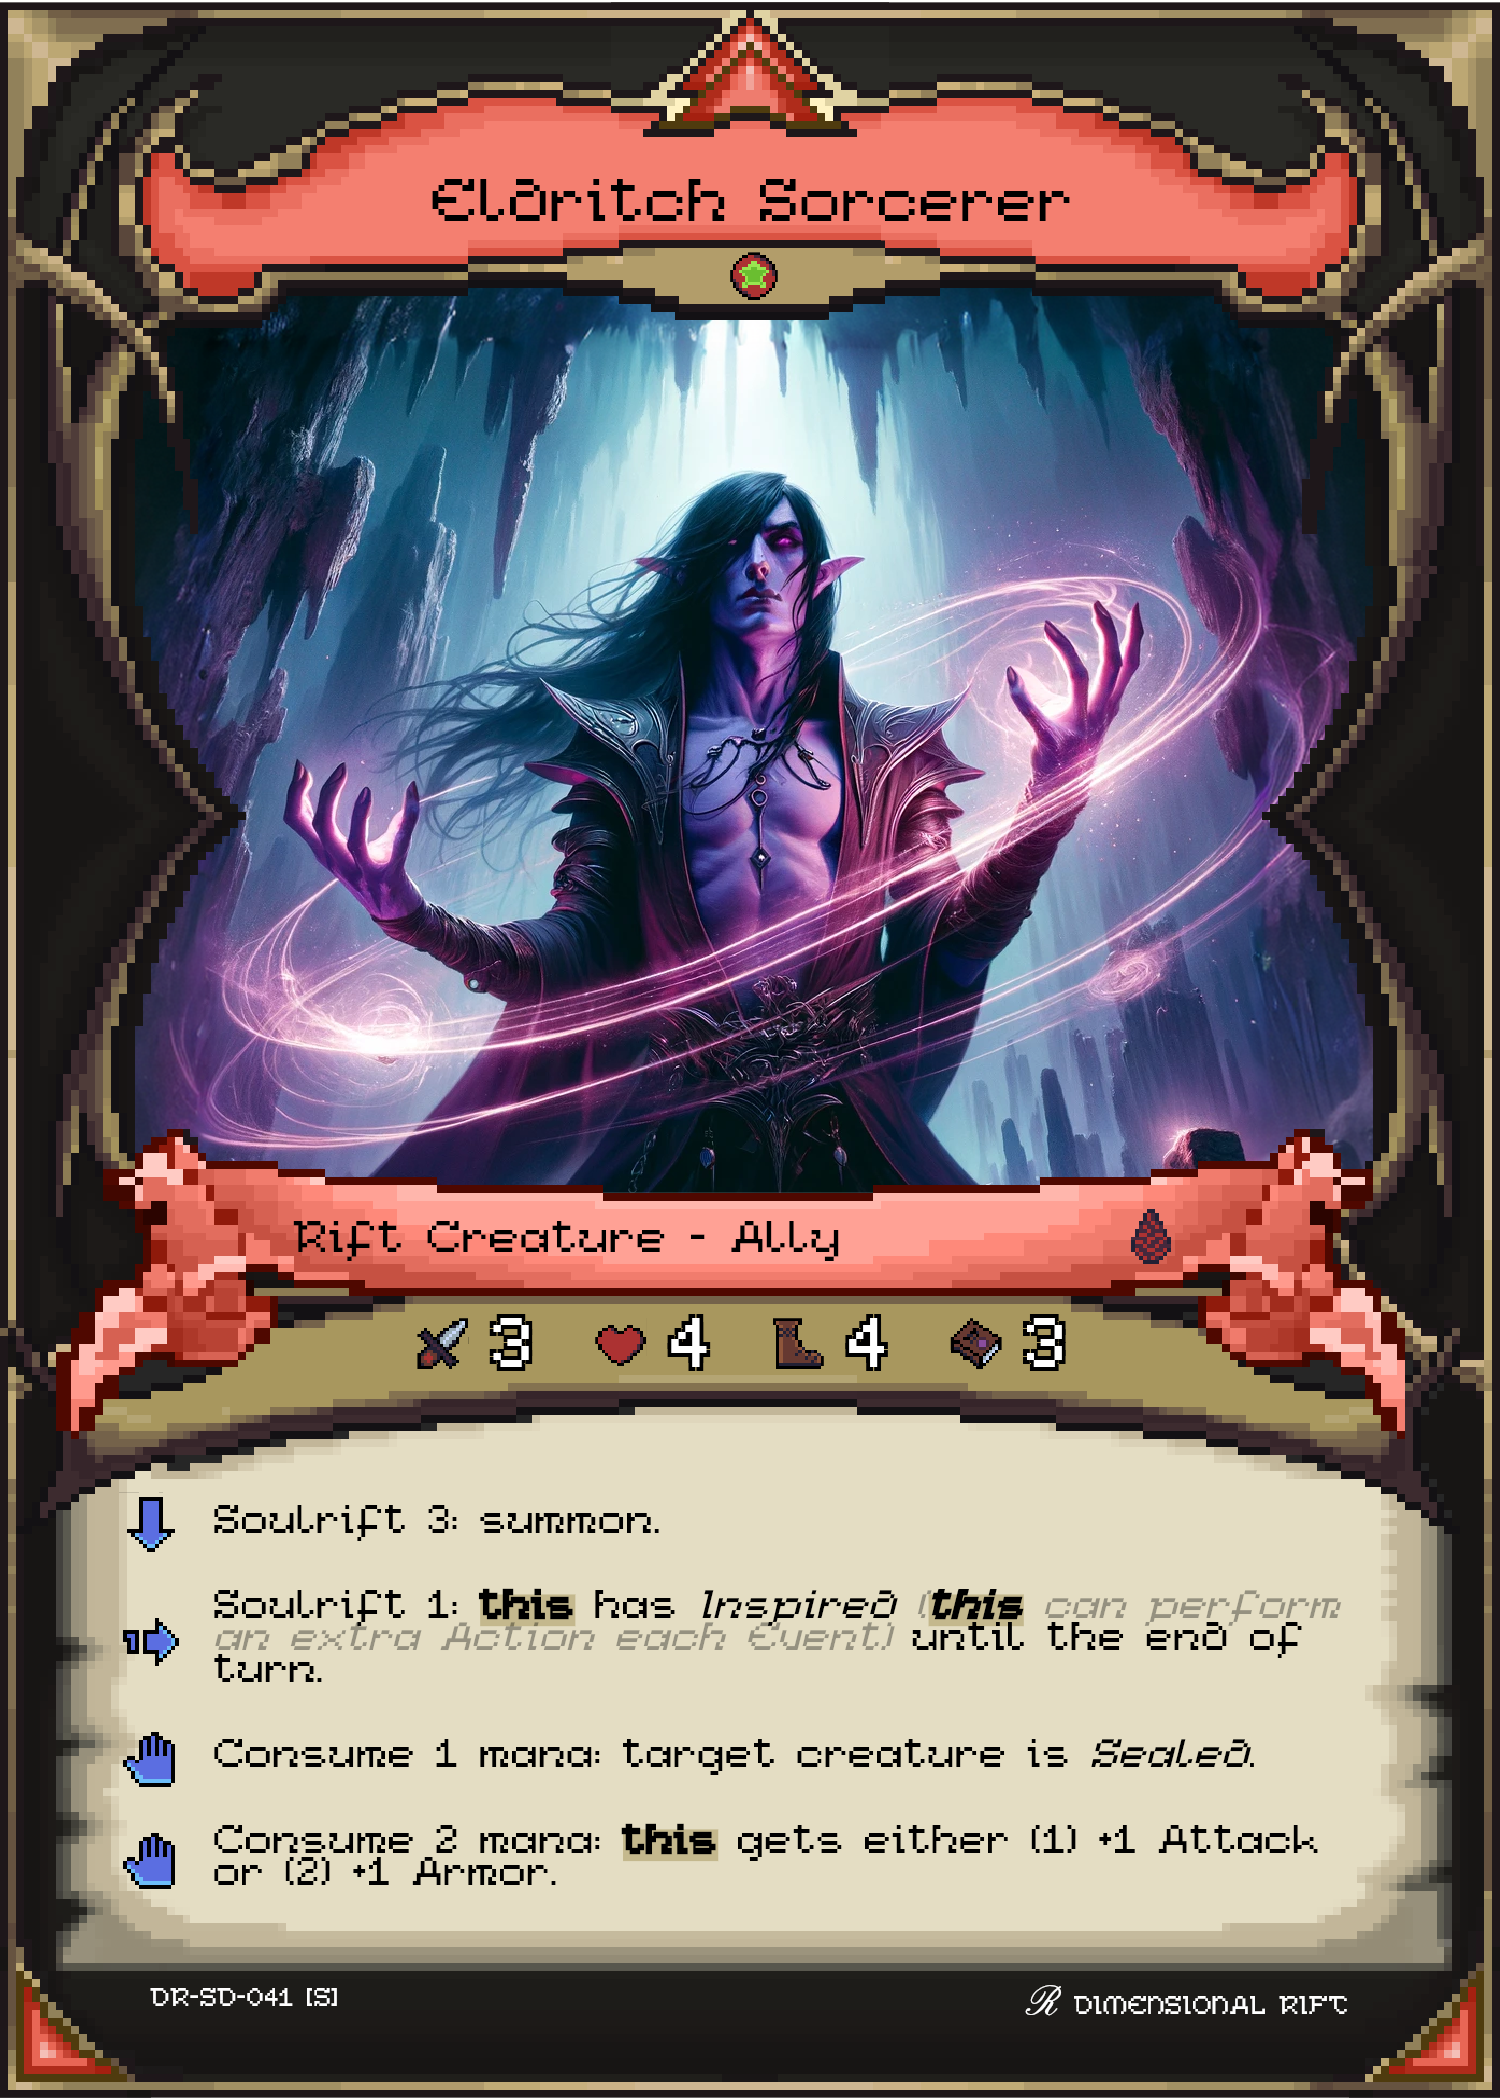 Eldritch Sorcerer
Rift Creature - Ally
3 4 4 3
Soulrift 3: summon.
Soulrift 1: this has Inspired (this can perform
an extra Action each Event) until the end of
turn.
1
Consume 1 mana: target creature is Sealed.
Consume 2 mana: this gets either (1) +1 Attack
or (2) +1 Armor.
DR-SD-041 [S]
R DIMENSIONAL RIFT